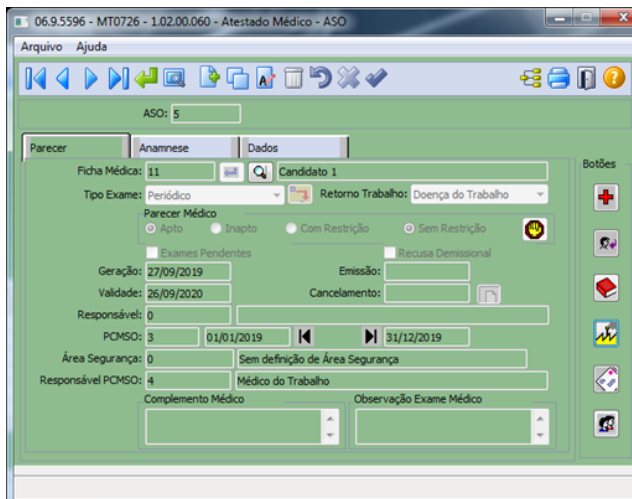 06.9.5596 - MT0726 - 1.02.00.060 - Atestado Médico - ASO
Arquivo Ajuda
ASO: 5
Parecer Anamnese Dados
Botões
Ficha Médica: 11 Candidato 1
Tipo Exame: Periódico Retorno Trabalho: Doença do Trabalho
Parecer Médico
Apto Inapto Com Restrição Sem Restrição
Exames Pendentes Recusa Demissional
Geração: 27/09/2019 Emissão:
Validade: 26/09/2020 Cancelamento:
Responsável: 0
PCMSO: 3 01/01/2019 31/12/2019
Área Segurança: 0 Sem definição de Área Segurança
Responsável PCMSO: 4 Médico do Trabalho
Complemento Médico Observação Exame Médico